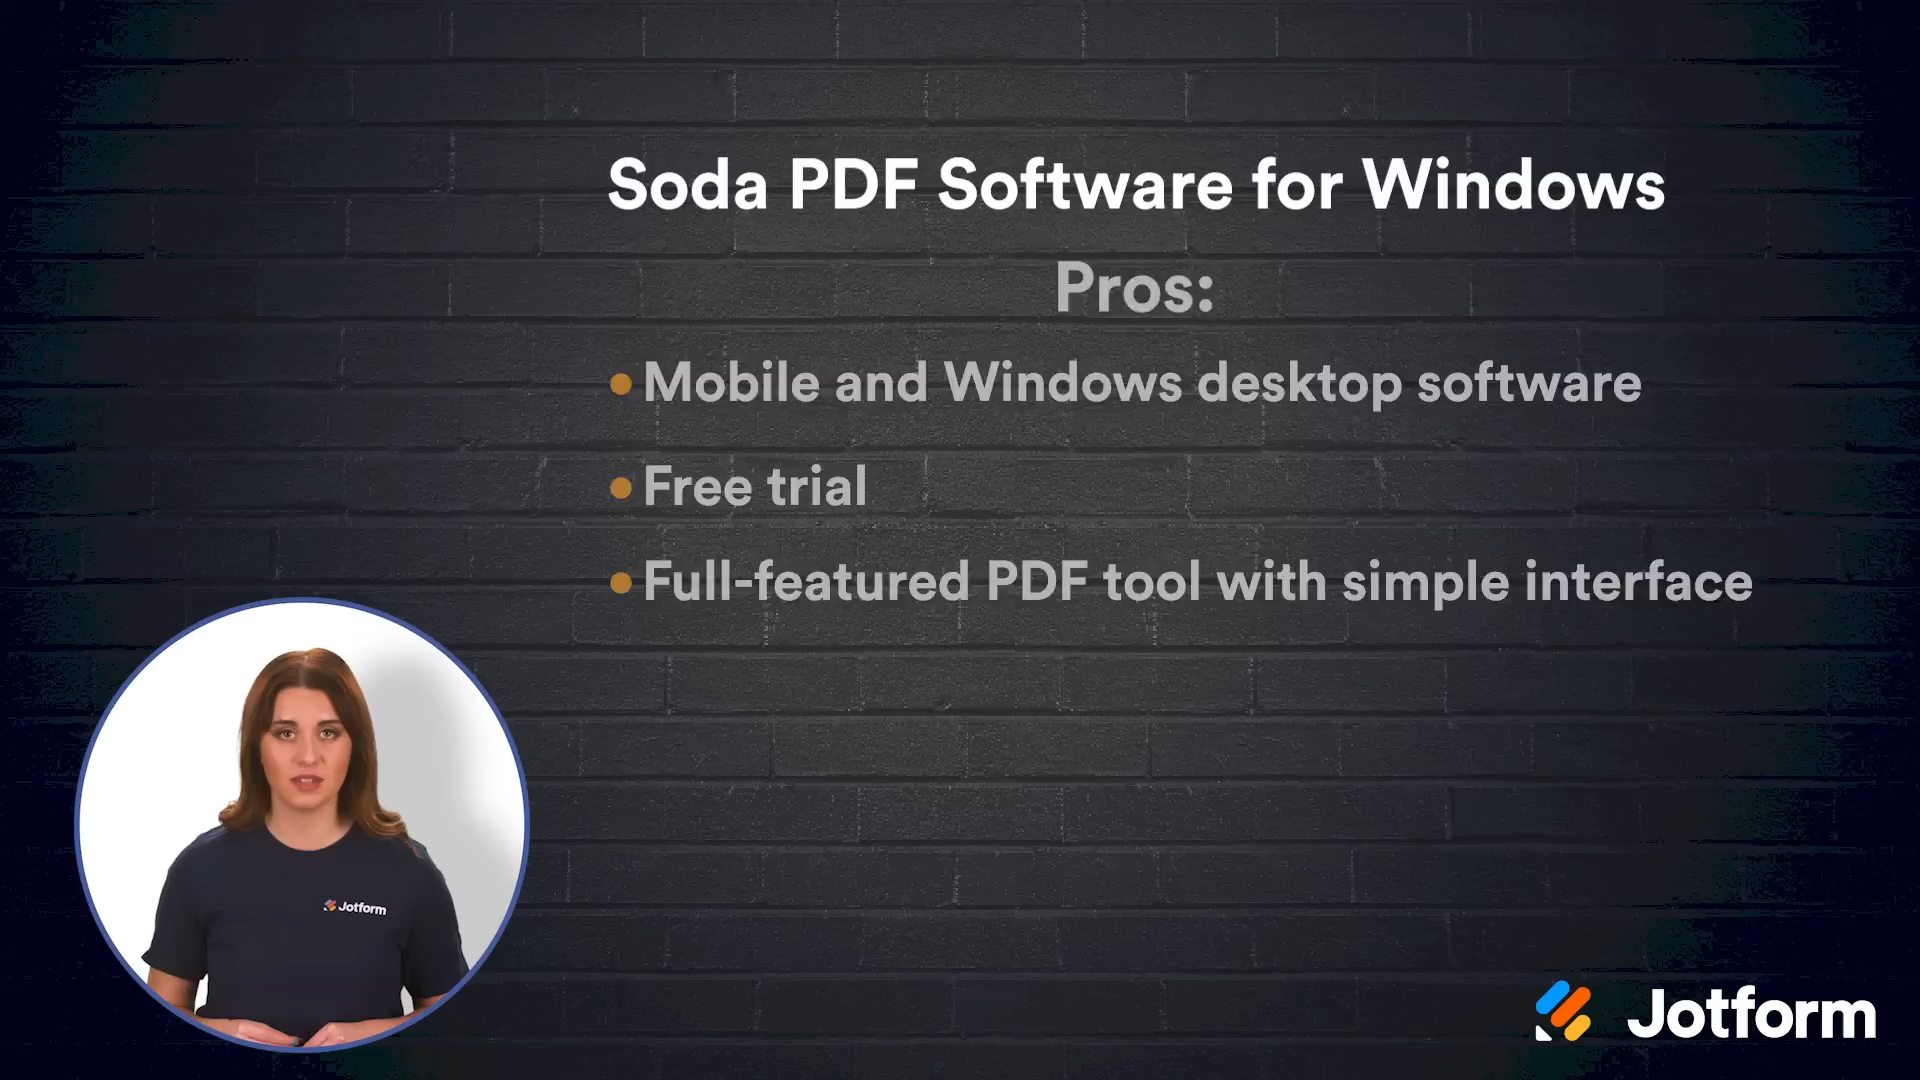 Soda PDF Software for Windows
Pros:
Mobile and Windows desktop software
Free trial
Full-featured PDF tool with simple interface
Jotform
Jotform